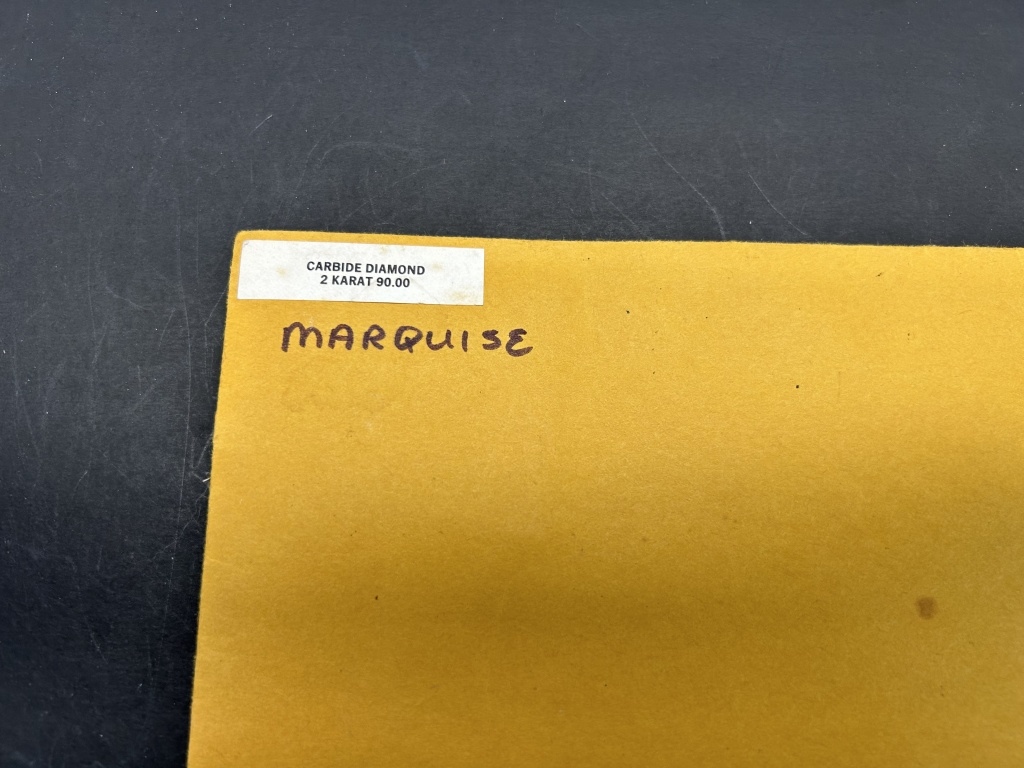 CARBIDE DIAMOND
2 KARAT 90.00
MARQUISE